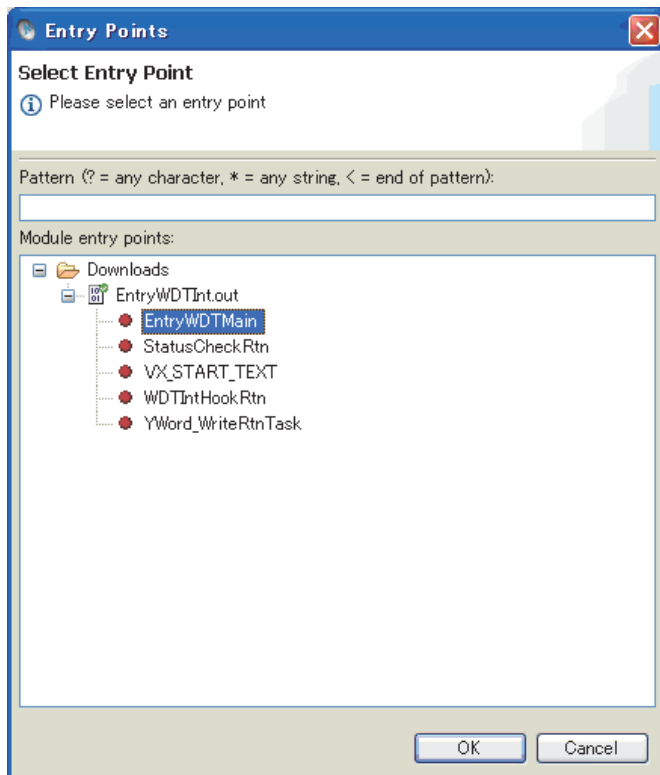 Entry Points
Select Entry Point
Please select an entry point
Pattern (? = any character, * = any string, < = end of pattern):
Module entry points:
Downloads
EntryWDTInt.out
EntryWDTMain
StatusCheckRtn
VX_START_TEXT
WDTIntHookRtn
YWord_WriteRtnTask
OK Cancel